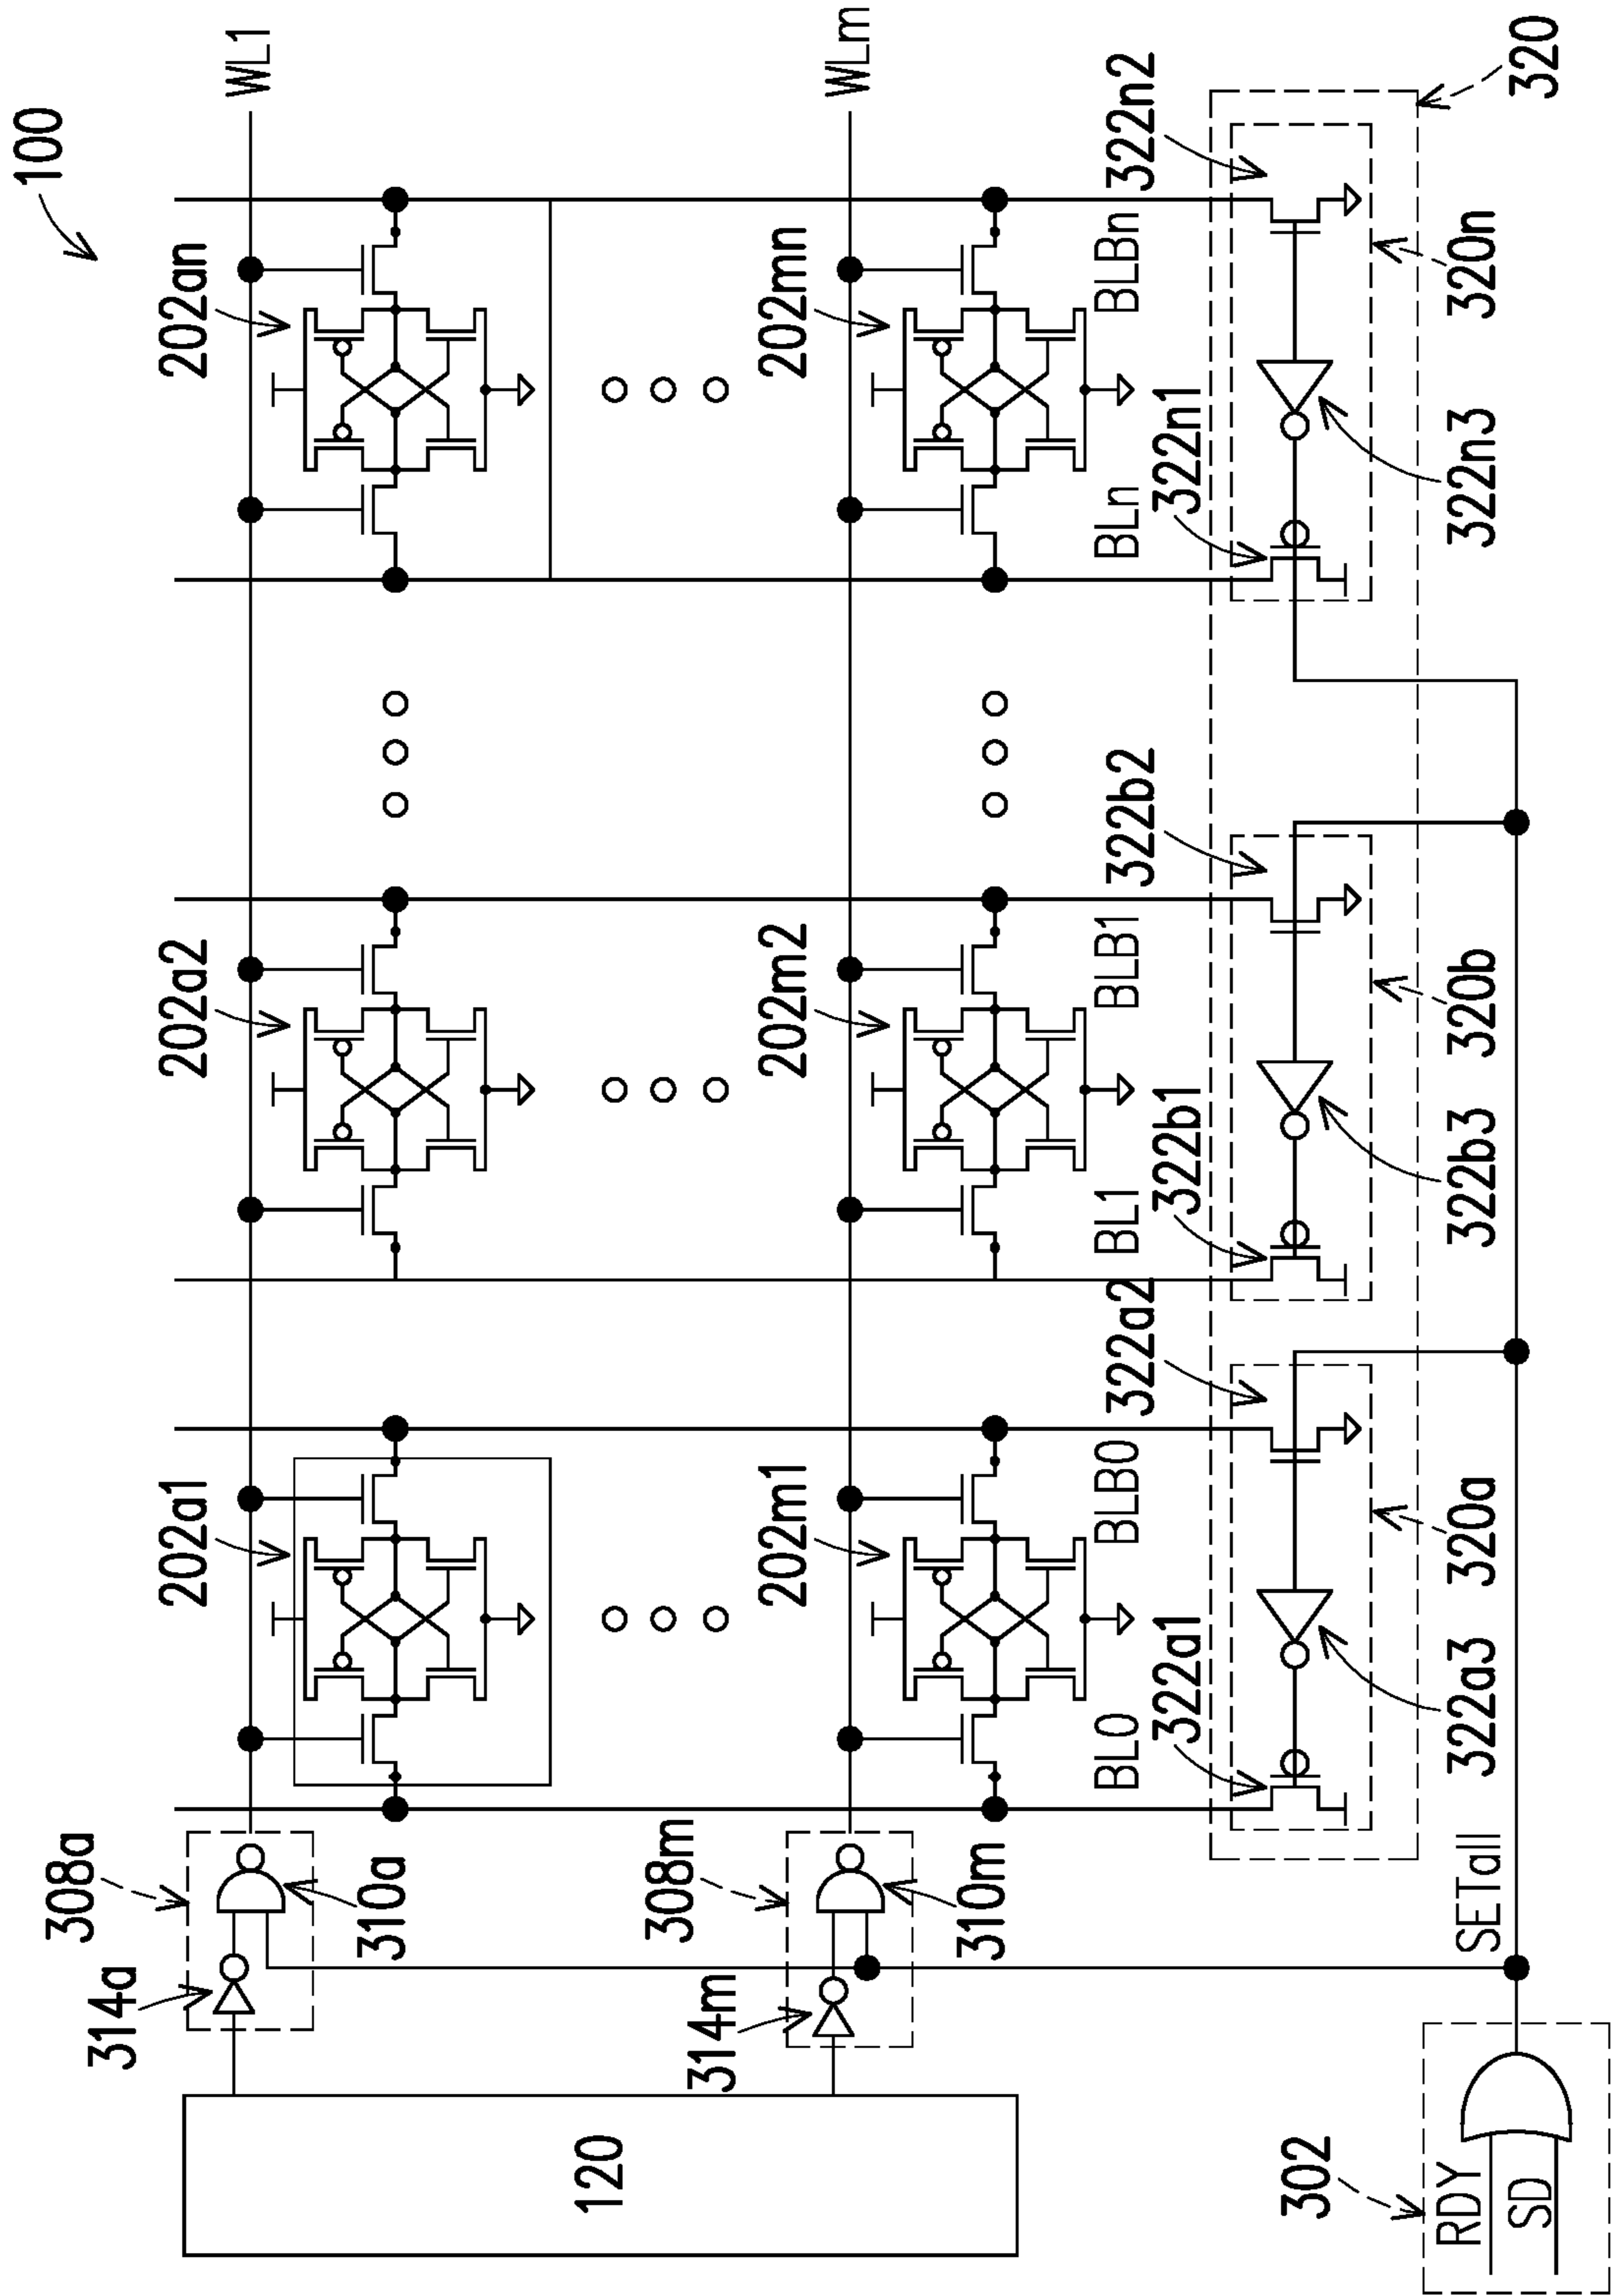 100
WL1
WLm
308a
314a
310a
202a1
202a2
202an
308m
314m
310m
202m1
202m2
202mn
120
BL0
BLB0
BL1
BLB1
BLn
BLBn
322a1
322a2
322b1
322b2
322n1
322n2
322a3
320a
322b3
320b
322n3
320n
320
SETall
302
RDY
SD